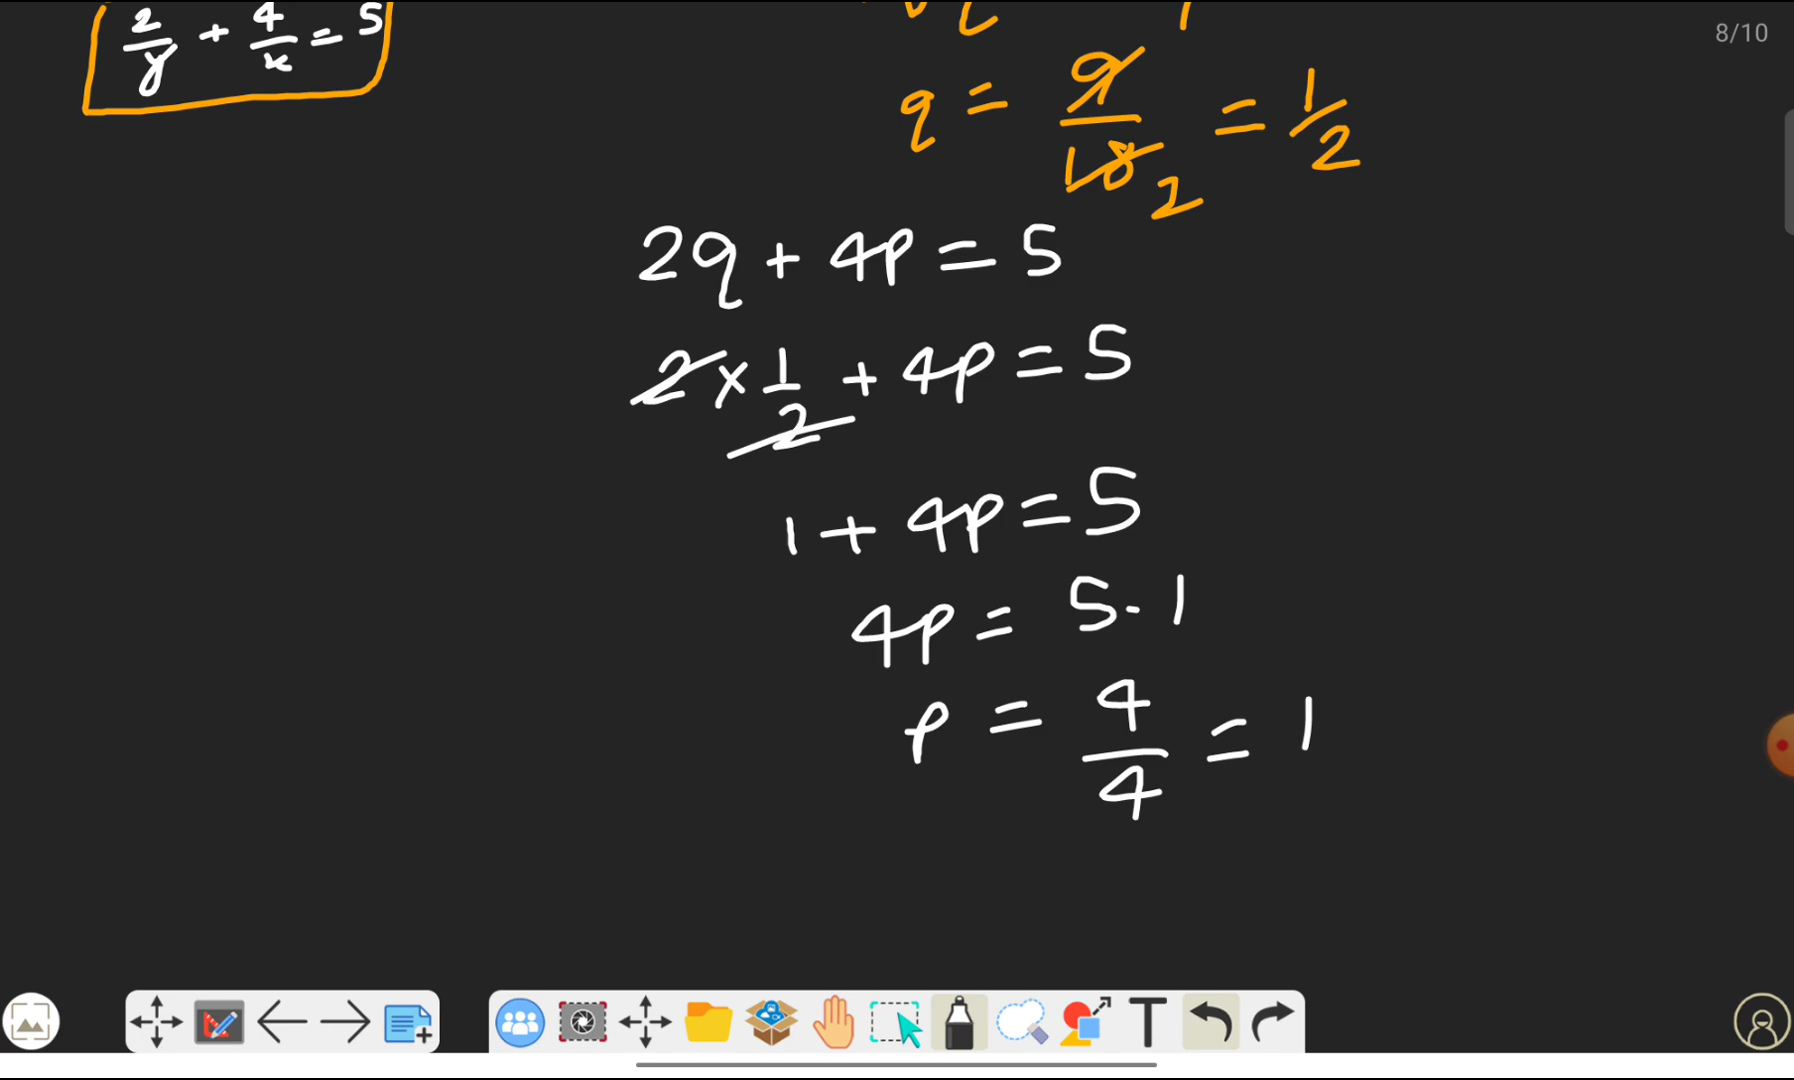 8/10
2/y + 4/x = 5
q = 9/18 2 = 1/2
2q + 4p = 5
2 x 1/2 + 4p = 5
1 + 4p = 5
4p = 5 - 1
p = 4/4 = 1
T